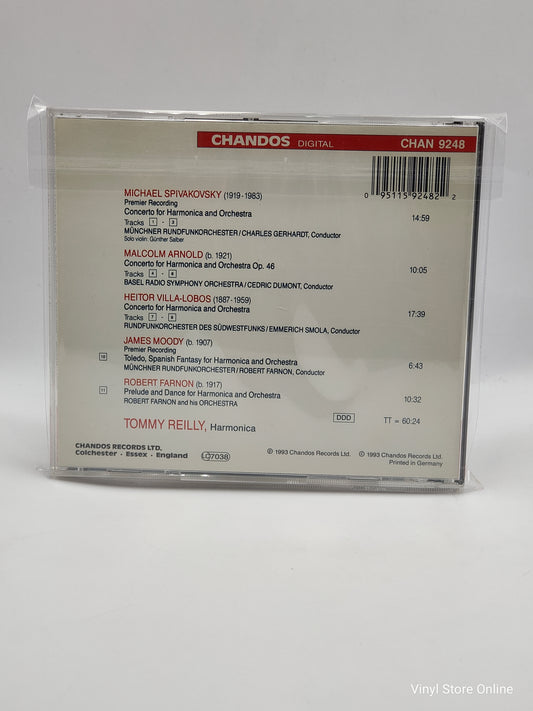 CHANDOS DIGITAL CHAN 9248
0 95115 92482 2
MICHAEL SPIVAKOVSKY (1919-1983)
Premier Recording
Concerto for Harmonica and Orchestra 14:59
Tracks 1 - 3
MÜNCHNER RUNDFUNKORCHESTER / CHARLES GERHARDT, Conductor
Solo violin: Günther Salber
MALCOLM ARNOLD (b. 1921)
Concerto for Harmonica and Orchestra Op. 46 10:05
Tracks 4 - 6
BASEL RADIO SYMPHONY ORCHESTRA / CEDRIC DUMONT, Conductor
HEITOR VILLA-LOBOS (1887-1959)
Concerto for Harmonica and Orchestra 17:39
Tracks 7 - 9
RUNDFUNKORCHESTER DES SÜDWESTFUNKS / EMMERICH SMOLA, Conductor
JAMES MOODY (b. 1907)
Premier Recording
10 Toledo, Spanish Fantasy for Harmonica and Orchestra 6:43
MÜNCHNER RUNDFUNKORCHESTER / ROBERT FARNON, Conductor
ROBERT FARNON (b. 1917)
11 Prelude and Dance for Harmonica and Orchestra 10:32
ROBERT FARNON and his ORCHESTRA
DDD TT = 60:24
TOMMY REILLY, Harmonica
CHANDOS RECORDS LTD. ℗ 1993 Chandos Records Ltd. © 1993 Chandos Records Ltd.
Colchester · Essex · England LC7038 Printed in Germany
Vinyl Store Online